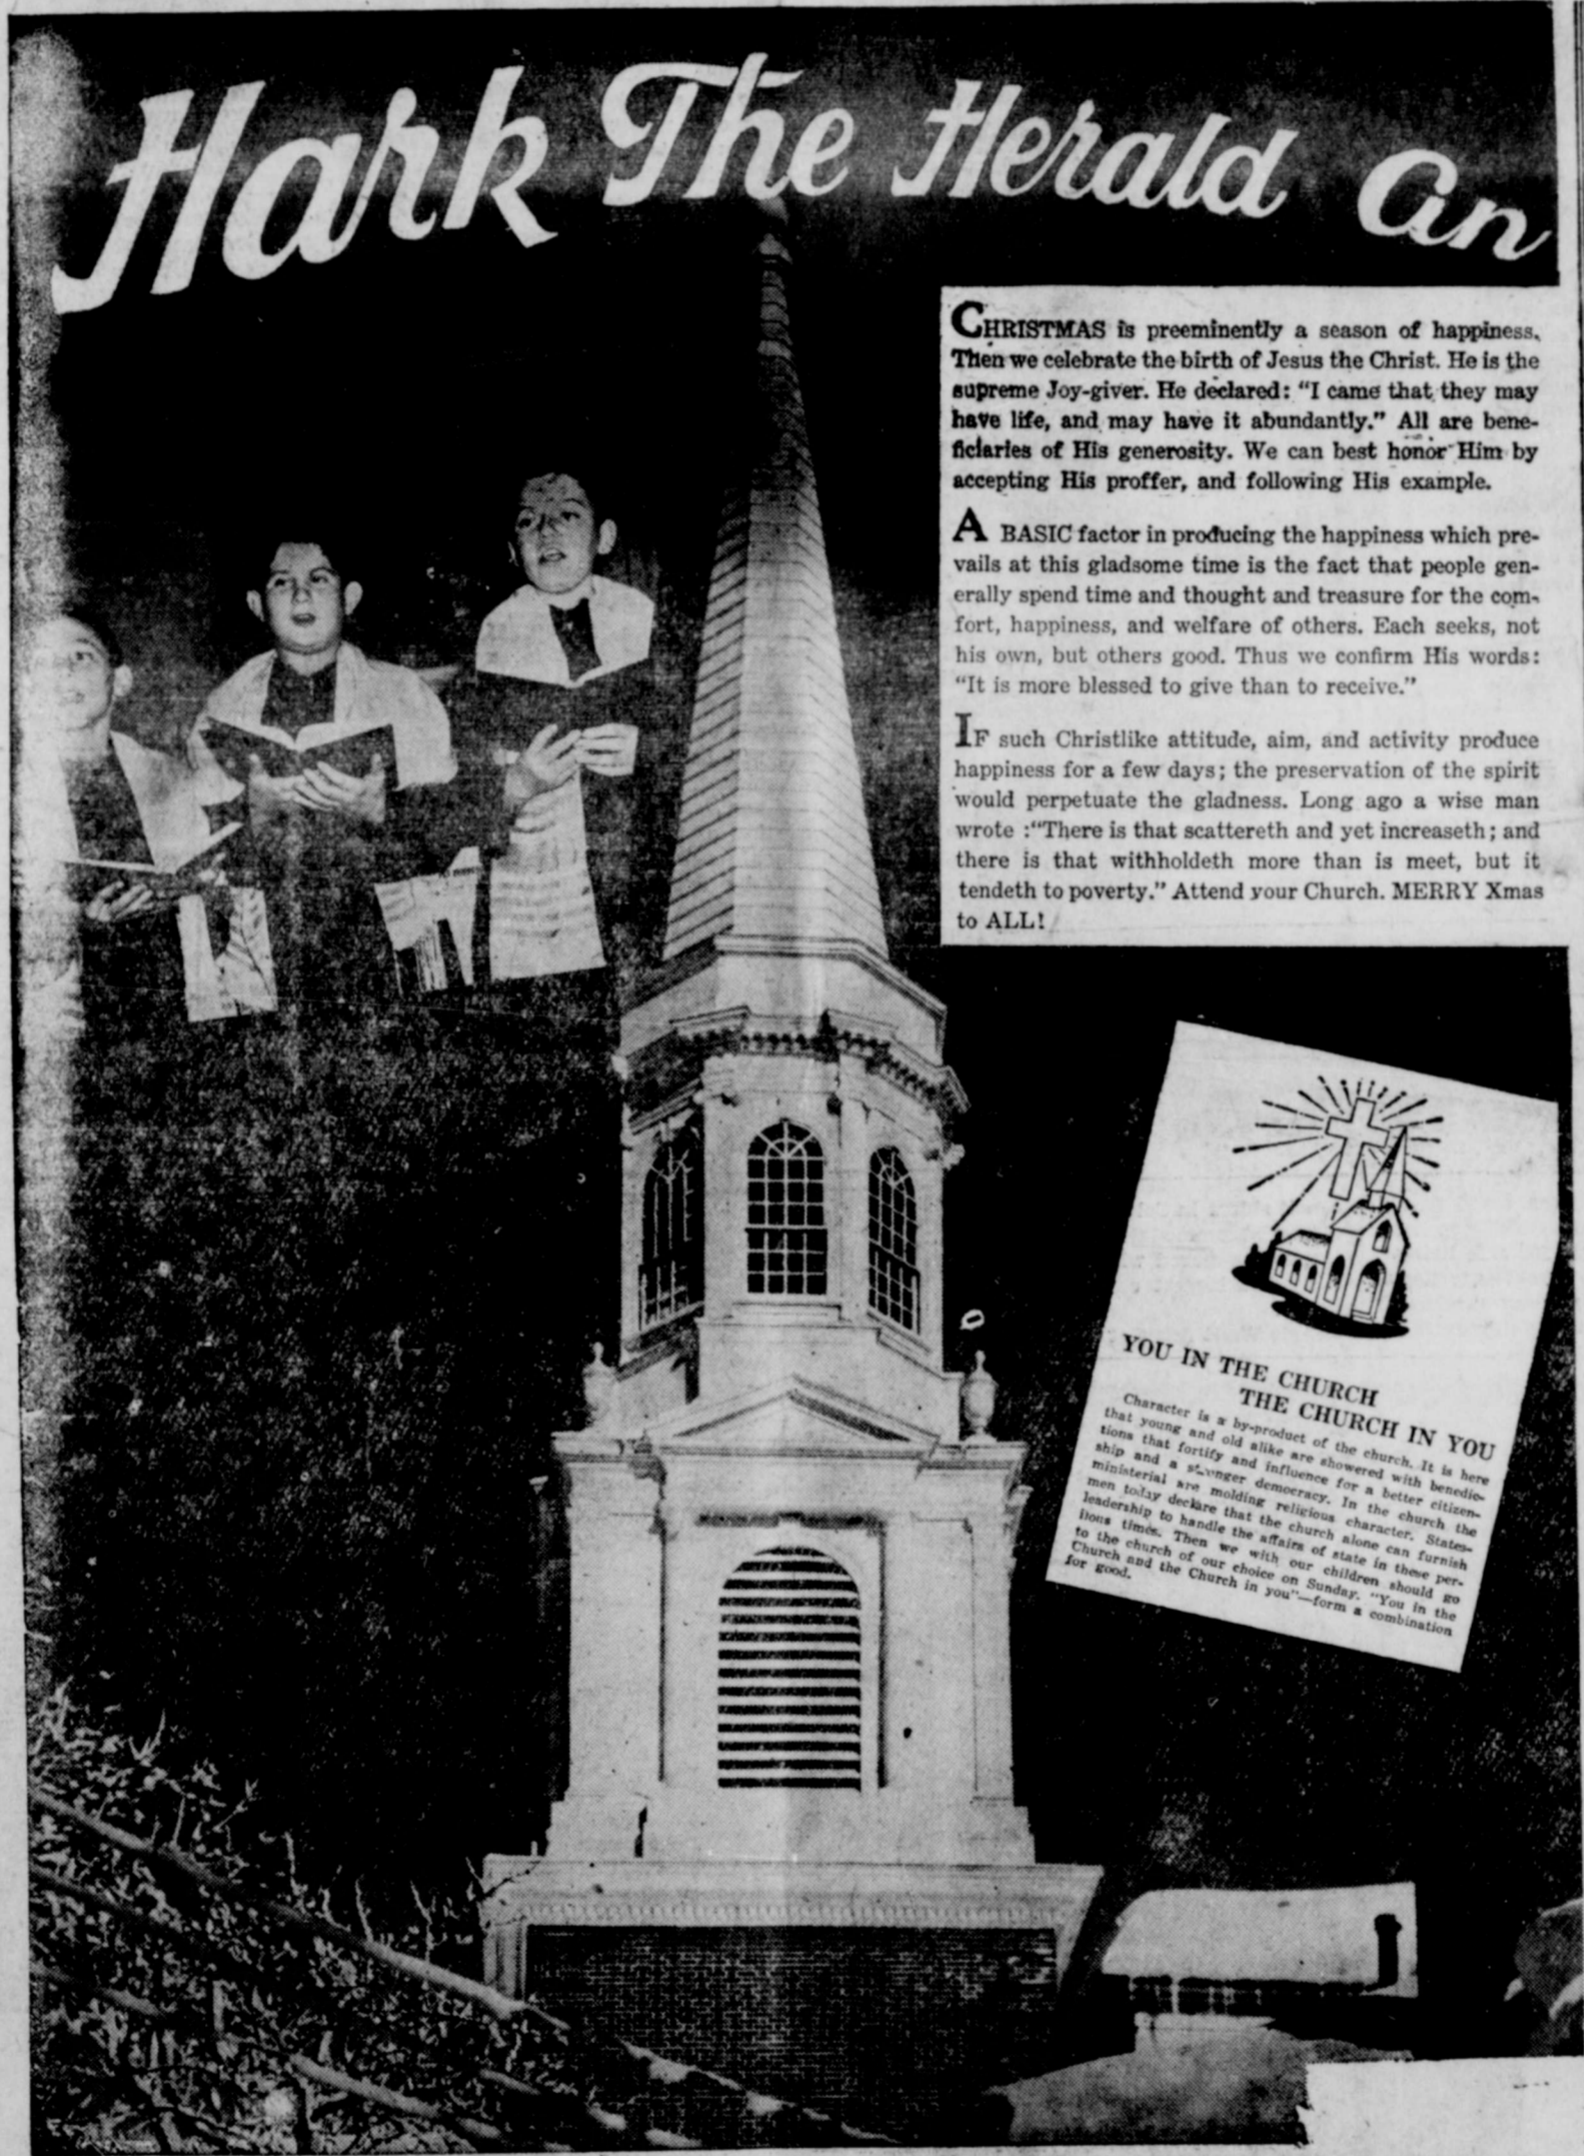 Hark The Herald An
CHRISTMAS is preeminently a season of happiness.
Then we celebrate the birth of Jesus the Christ. He is the
supreme Joy-giver. He declared: “I came that they may
have life, and may have it abundantly.” All are bene-
ficiaries of His generosity. We can best honor Him by
accepting His proffer, and following His example.
A BASIC factor in producing the happiness which pre-
vails at this gladsome time is the fact that people gen-
erally spend time and thought and treasure for the com-
fort, happiness, and welfare of others. Each seeks, not
his own, but others good. Thus we confirm His words:
“It is more blessed to give than to receive.”
IF such Christlike attitude, aim, and activity produce
happiness for a few days; the preservation of the spirit
would perpetuate the gladness. Long ago a wise man
wrote :“There is that scattereth and yet increaseth; and
there is that withholdeth more than is meet, but it
tendeth to poverty.” Attend your Church. MERRY Xmas
to ALL!
YOU IN THE CHURCH
THE CHURCH IN YOU
Character is a by-product of the church. It is here
that young and old alike are showered with benedic-
tions that fortify and influence for a better citizen-
ship and a stronger democracy. In the church the
ministerial are molding religious character. States-
men today declare that the church alone can furnish
leadership to handle the affairs of state in these per-
ilous times. Then we with our children should go
to the church of our choice on Sunday. “You in the
Church and the Church in you”—form a combination
for good.